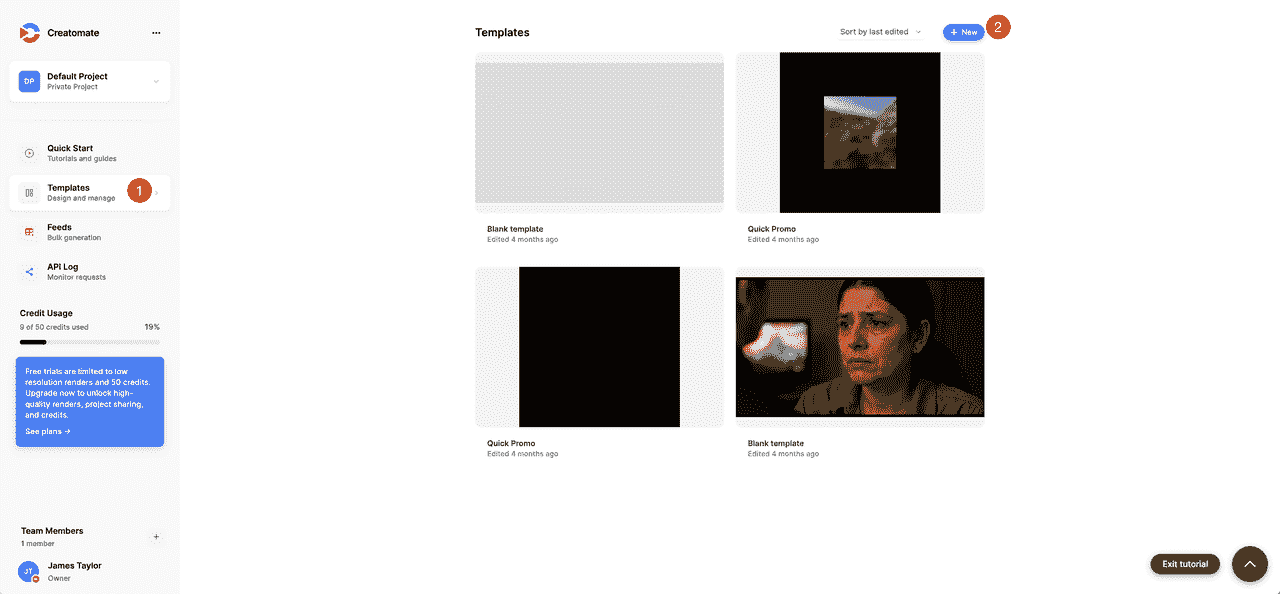 Creatomate
DP
Default Project
Private Project
Quick Start
Tutorials and guides
Templates
Design and manage
1
Feeds
Bulk generation
API Log
Monitor requests
Credit Usage
9 of 50 credits used
19%
Free trials are limited to low
resolution renders and 50 credits.
Upgrade now to unlock high-
quality renders, project sharing,
and credits.
See plans →
Team Members
1 member
+
JT
James Taylor
Owner
Templates
Sort by last edited
+ New
2
Blank template
Edited 4 months ago
Quick Promo
Edited 4 months ago
Quick Promo
Edited 4 months ago
Blank template
Edited 4 months ago
Exit tutorial